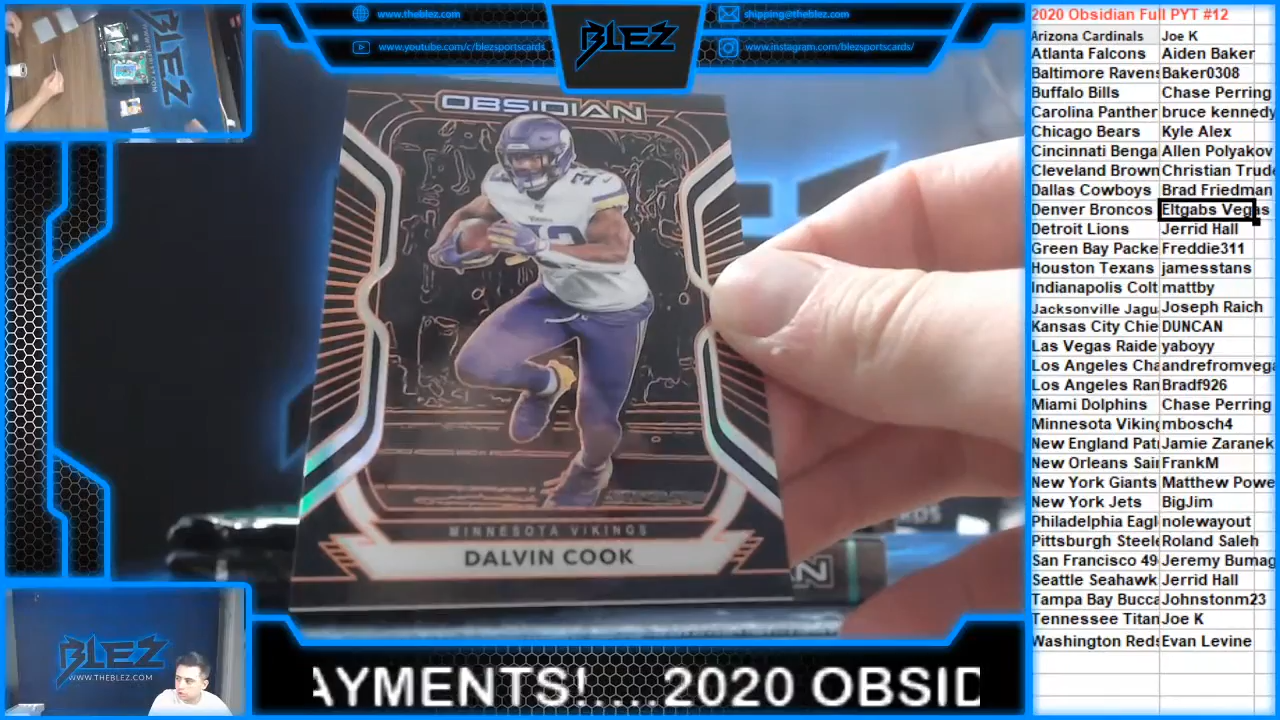 www.theblez.com
shipping@theblez.com
www.youtube.com/c/blezsportscards
BLEZ
www.instagram.com/blezsportscards/
BLEZ
OBSIDIAN
VIKINGS
33
MINNESOTA VIKINGS
DALVIN COOK
BLEZ
WWW.THEBLEZ.COM
AYMENTS!....2020 OBSID
2020 Obsidian Full PYT #12
Arizona Cardinals Joe K
Atlanta Falcons Aiden Baker
Baltimore Ravens Baker0308
Buffalo Bills Chase Perring
Carolina Panther bruce kennedy
Chicago Bears Kyle Alex
Cincinnati Benga Allen Polyakov
Cleveland Brown Christian Trude
Dallas Cowboys Brad Friedman
Denver Broncos Eltgabs Vegas
Detroit Lions Jerrid Hall
Green Bay Packe Freddie311
Houston Texans jamesstans
Indianapolis Colt mattby
Jacksonville Jagu Joseph Raich
Kansas City Chie DUNCAN
Las Vegas Raide yaboyy
Los Angeles Cha andrefromvega
Los Angeles Ran Bradf926
Miami Dolphins Chase Perring
Minnesota Viking mbosch4
New England Patr Jamie Zaranek
New Orleans Sai FrankM
New York Giants Matthew Powe
New York Jets BigJim
Philadelphia Eagl nolewayout
Pittsburgh Steele Roland Saleh
San Francisco 49 Jeremy Bumag
Seattle Seahawk Jerrid Hall
Tampa Bay Bucca Johnstonm23
Tennessee Titan Joe K
Washington Reds Evan Levine